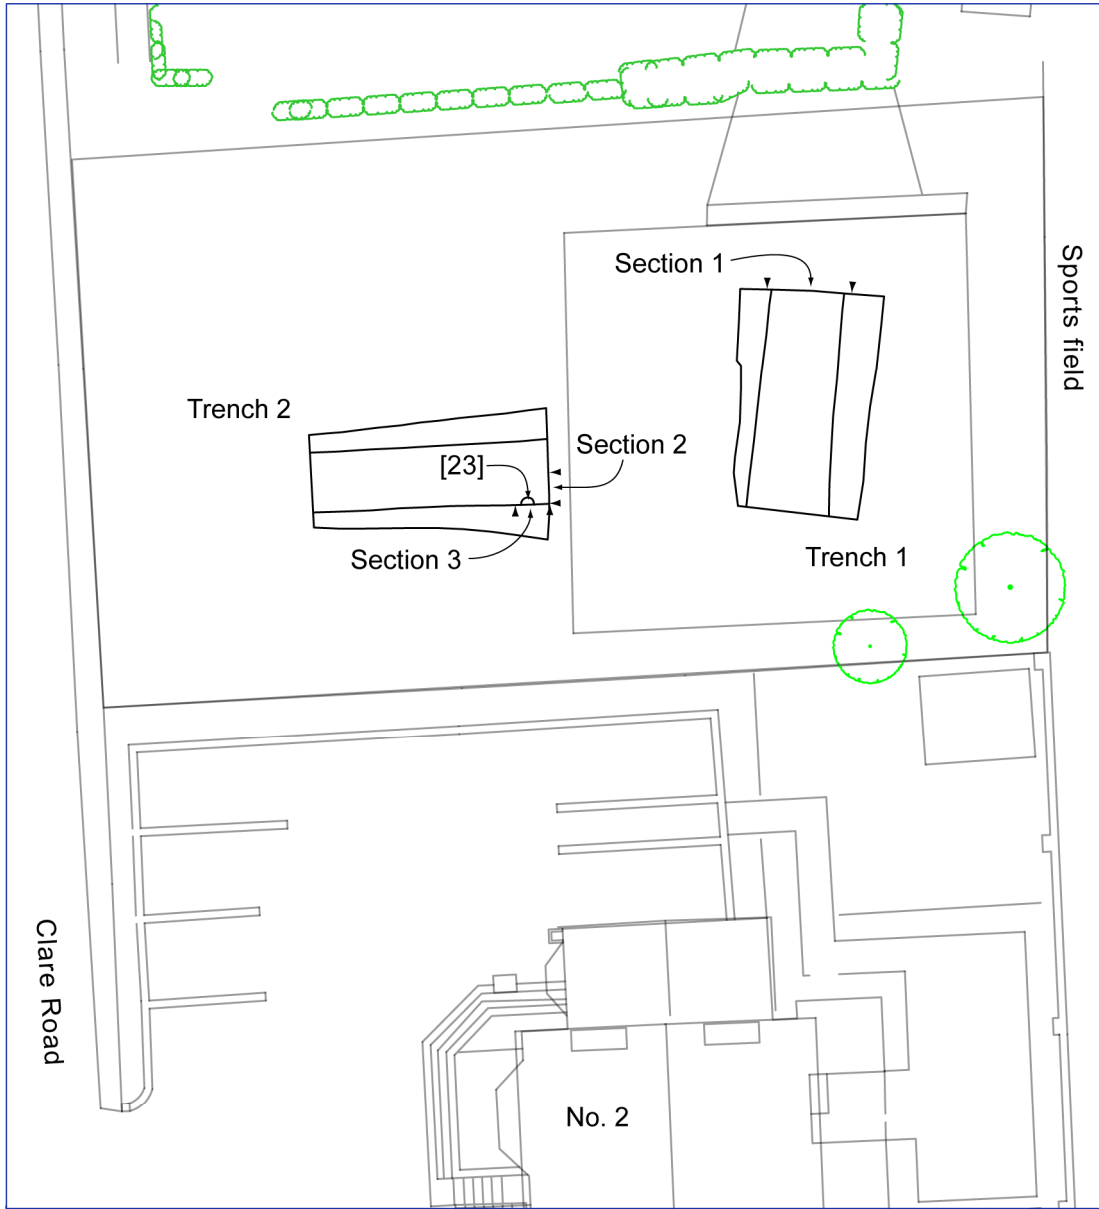 Section 1
Sports field
Trench 2
Section 2
[23]
Section 3
Trench 1
Clare Road
No. 2